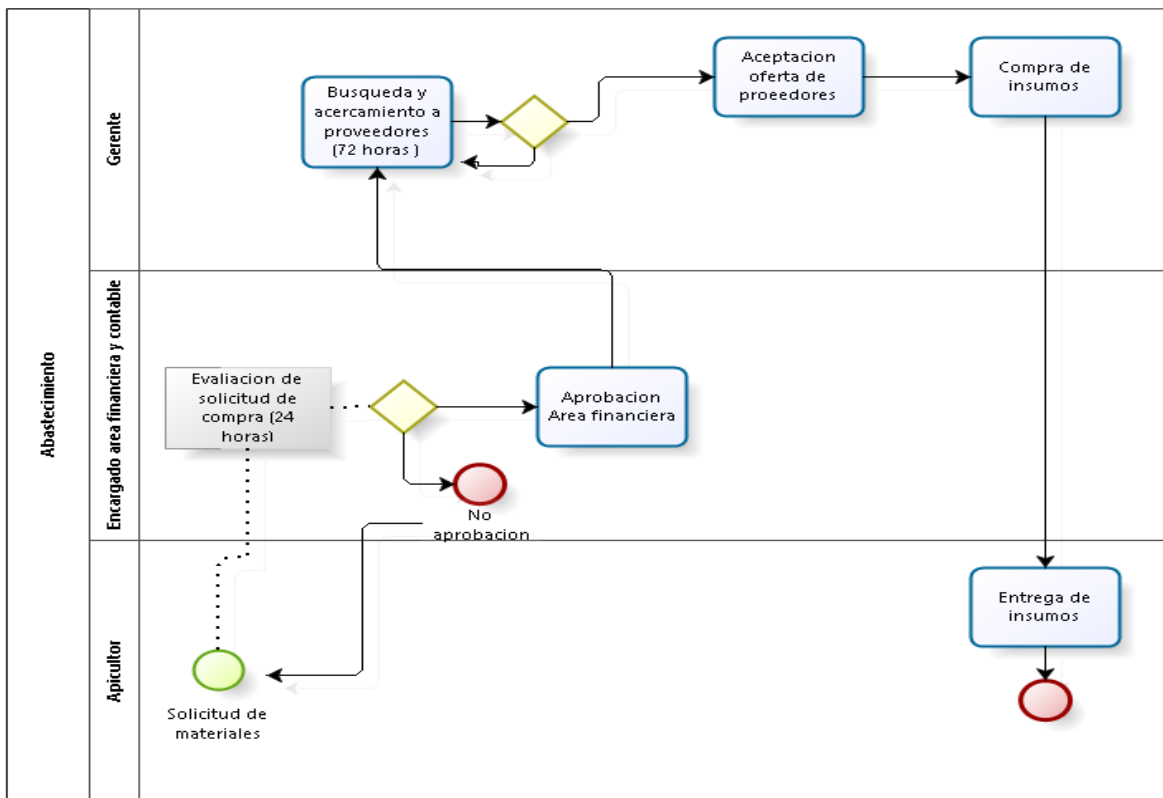 Abastecimiento
Gerente
Busqueda y
acercamiento a
proveedores
(72 horas )
Aceptacion
oferta de
proeedores
Compra de
insumos
Encargado area financiera y contable
Evaliacion de
solicitud de
compra (24
horas)
Aprobacion
Area financiera
No
aprobacion
Apicultor
Solicitud de
materiales
Entrega de
insumos